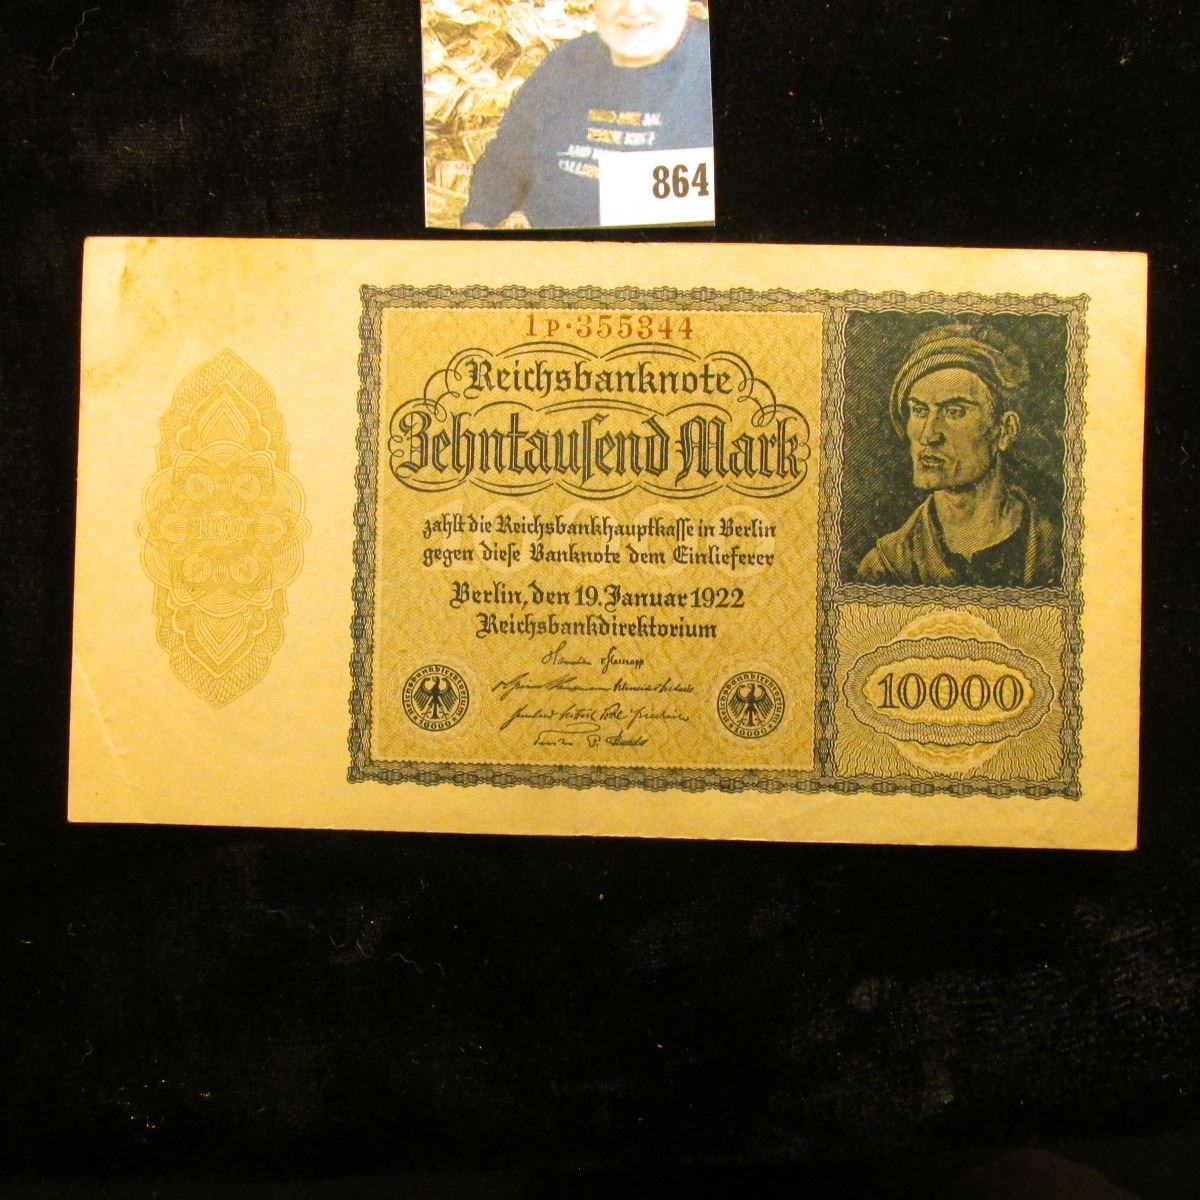 864
1P·355344
Reichsbanknote
Zehntauſend Mark
zahlt die Reichsbankhauptkaſſe in Berlin
gegen dieſe Banknote dem Einlieferer
Berlin, den 19. Januar 1922
Reichsbankdirektorium
10000